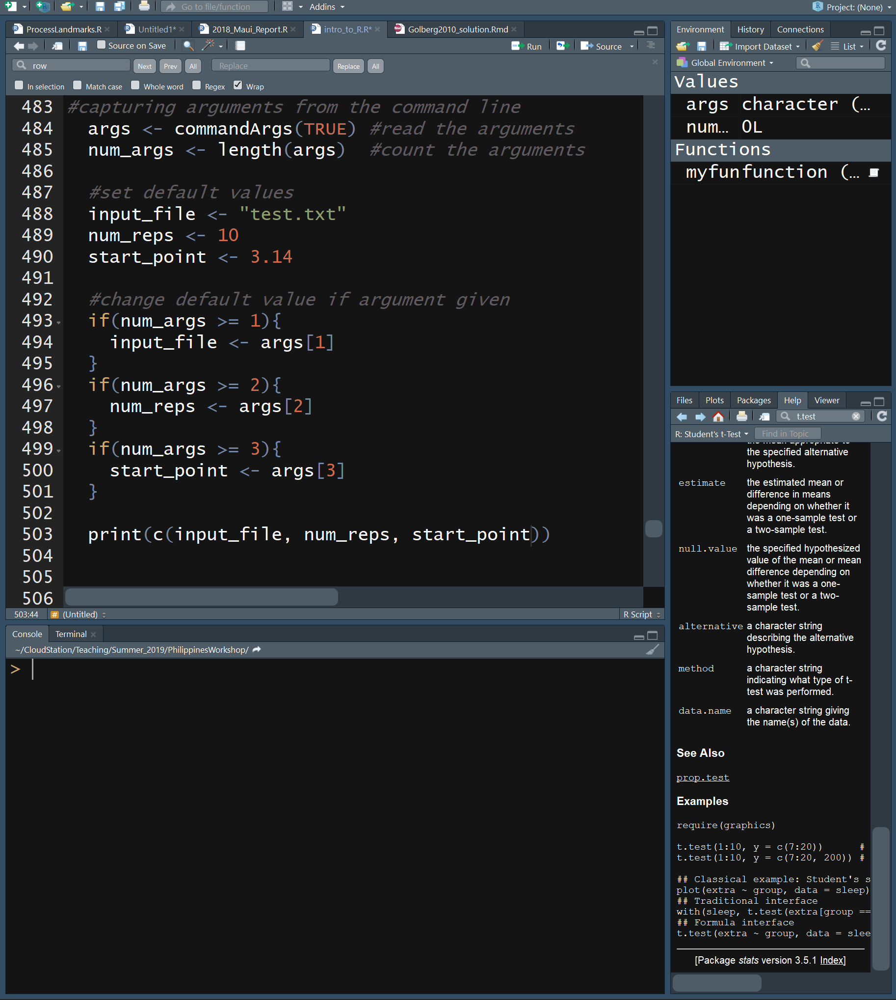 Go to file/function
Addins
Project: (None)
ProcessLandmarks.R
Untitled1*
2018_Maui_Report.R
intro_to_R.R*
Golberg2010_solution.Rmd
Source on Save
Run
Source
row
Next
Prev
All
Replace
Replace
All
In selection
Match case
Whole word
Regex
Wrap
483 #capturing arguments from the command line
484 args <- commandArgs(TRUE) #read the arguments
485 num_args <- length(args) #count the arguments
486
487 #set default values
488 input_file <- "test.txt"
489 num_reps <- 10
490 start_point <- 3.14
491
492 #change default value if argument given
493 if(num_args >= 1){
494 input_file <- args[1]
495 }
496 if(num_args >= 2){
497 num_reps <- args[2]
498 }
499 if(num_args >= 3){
500 start_point <- args[3]
501 }
502
503 print(c(input_file, num_reps, start_point))
504
505
506
503:44
# (Untitled)
R Script
Console
Terminal
~/CloudStation/Teaching/Summer_2019/PhilippinesWorkshop/
>
Environment
History
Connections
Import Dataset
List
Global Environment
Values
args character (…
num… 0L
Functions
myfun function (…
Files
Plots
Packages
Help
Viewer
t.test
R: Student's t-Test
Find in Topic
the mean appropriate to
the specified alternative
hypothesis.
estimate the estimated mean or
difference in means
depending on whether it
was a one-sample test or
a two-sample test.
null.value the specified hypothesized
value of the mean or mean
difference depending on
whether it was a one-
sample test or a two-
sample test.
alternative a character string
describing the alternative
hypothesis.
method a character string
indicating what type of t-
test was performed.
data.name a character string giving
the name(s) of the data.
See Also
prop.test
Examples
require(graphics)
t.test(1:10, y = c(7:20)) #
t.test(1:10, y = c(7:20, 200)) #
## Classical example: Student's s
plot(extra ~ group, data = sleep)
## Traditional interface
with(sleep, t.test(extra[group ==
## Formula interface
t.test(extra ~ group, data = slee
[Package stats version 3.5.1 Index]